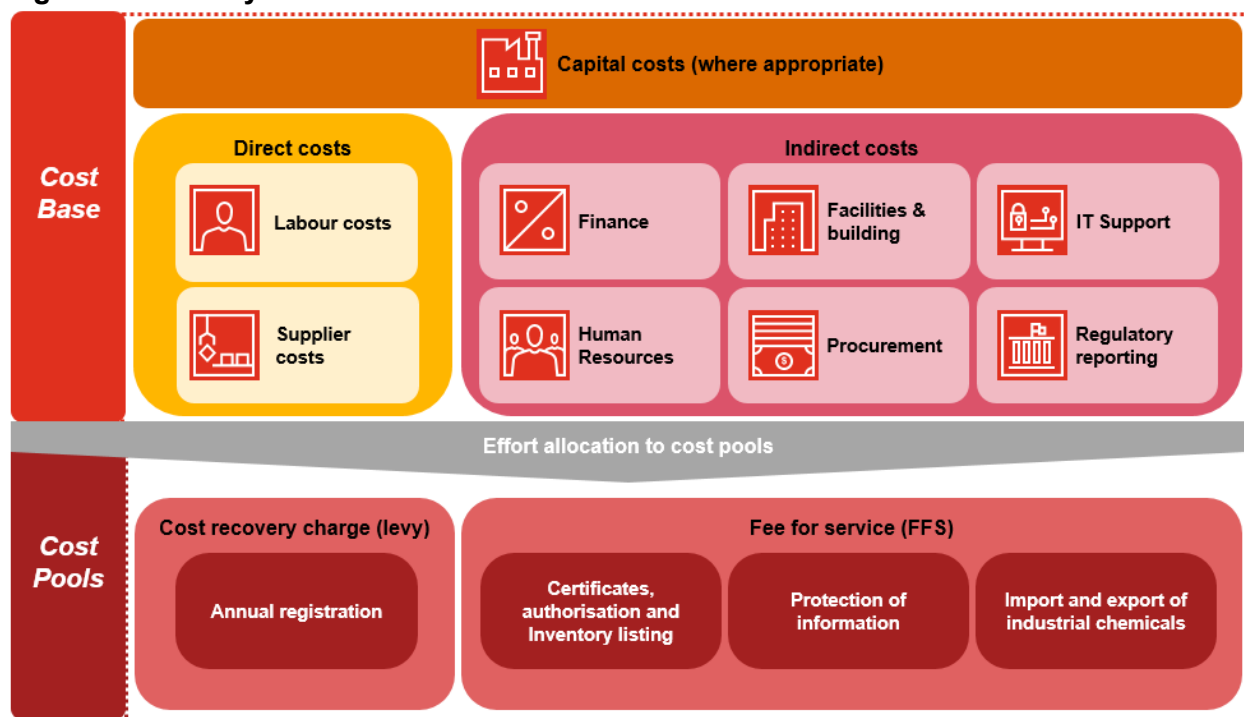 Capital costs (where appropriate)
Cost
Base
Direct costs
Indirect costs
Labour costs
Finance
Facilities &
building
IT Support
Supplier
costs
Human
Resources
Procurement
$
Regulatory
reporting
Effort allocation to cost pools
Cost
Pools
Cost recovery charge (levy)
Fee for service (FFS)
Annual registration
Certificates,
authorisation and
Inventory listing
Protection of
information
Import and export of
industrial chemicals